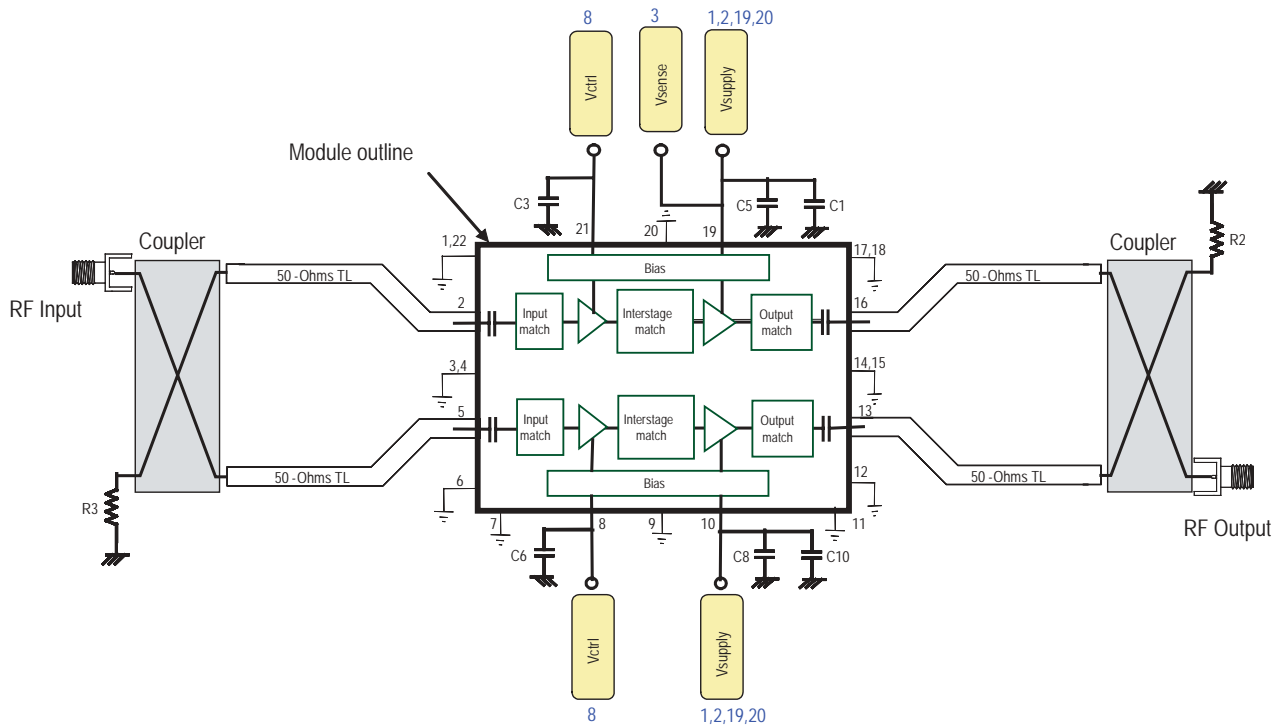 8
3
1,2,19,20
Vctrl
Vsense
Vsupply
Module outline
C3
C5
C1
21
20
19
R2
Coupler
1,22
17,18
Coupler
Bias
50 -Ohms TL
50 -Ohms TL
RF Input
2
Input match
Interstage match
Output match
16
3,4
14,15
5
Input match
Interstage match
Output match
13
50 -Ohms TL
50 -Ohms TL
6
Bias
12
R3
7
8
9
10
11
RF Output
C6
C8
C10
Vctrl
Vsupply
8
1,2,19,20